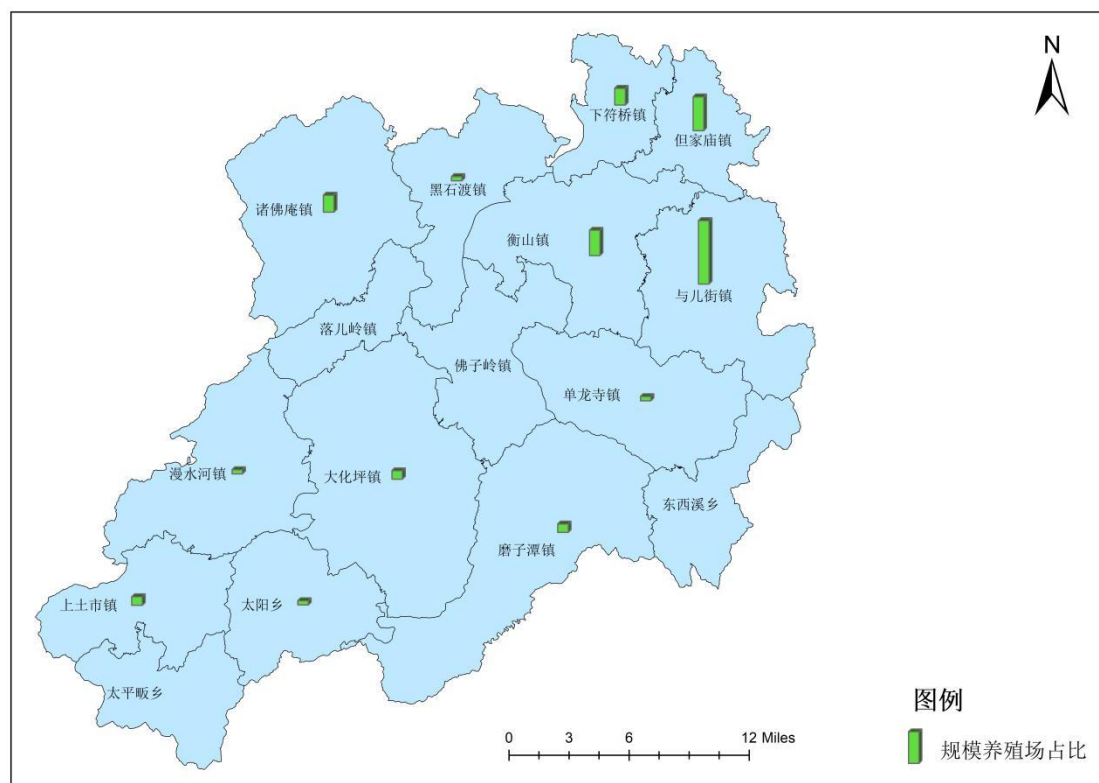 N
下符桥镇
但家庙镇
黑石渡镇
诸佛庵镇
衡山镇
与儿街镇
落儿岭镇
佛子岭镇
单龙寺镇
漫水河镇
大化坪镇
东西溪乡
磨子潭镇
上土市镇
太阳乡
太平畈乡
图例
规模养殖场占比
0 3 6 12 Miles